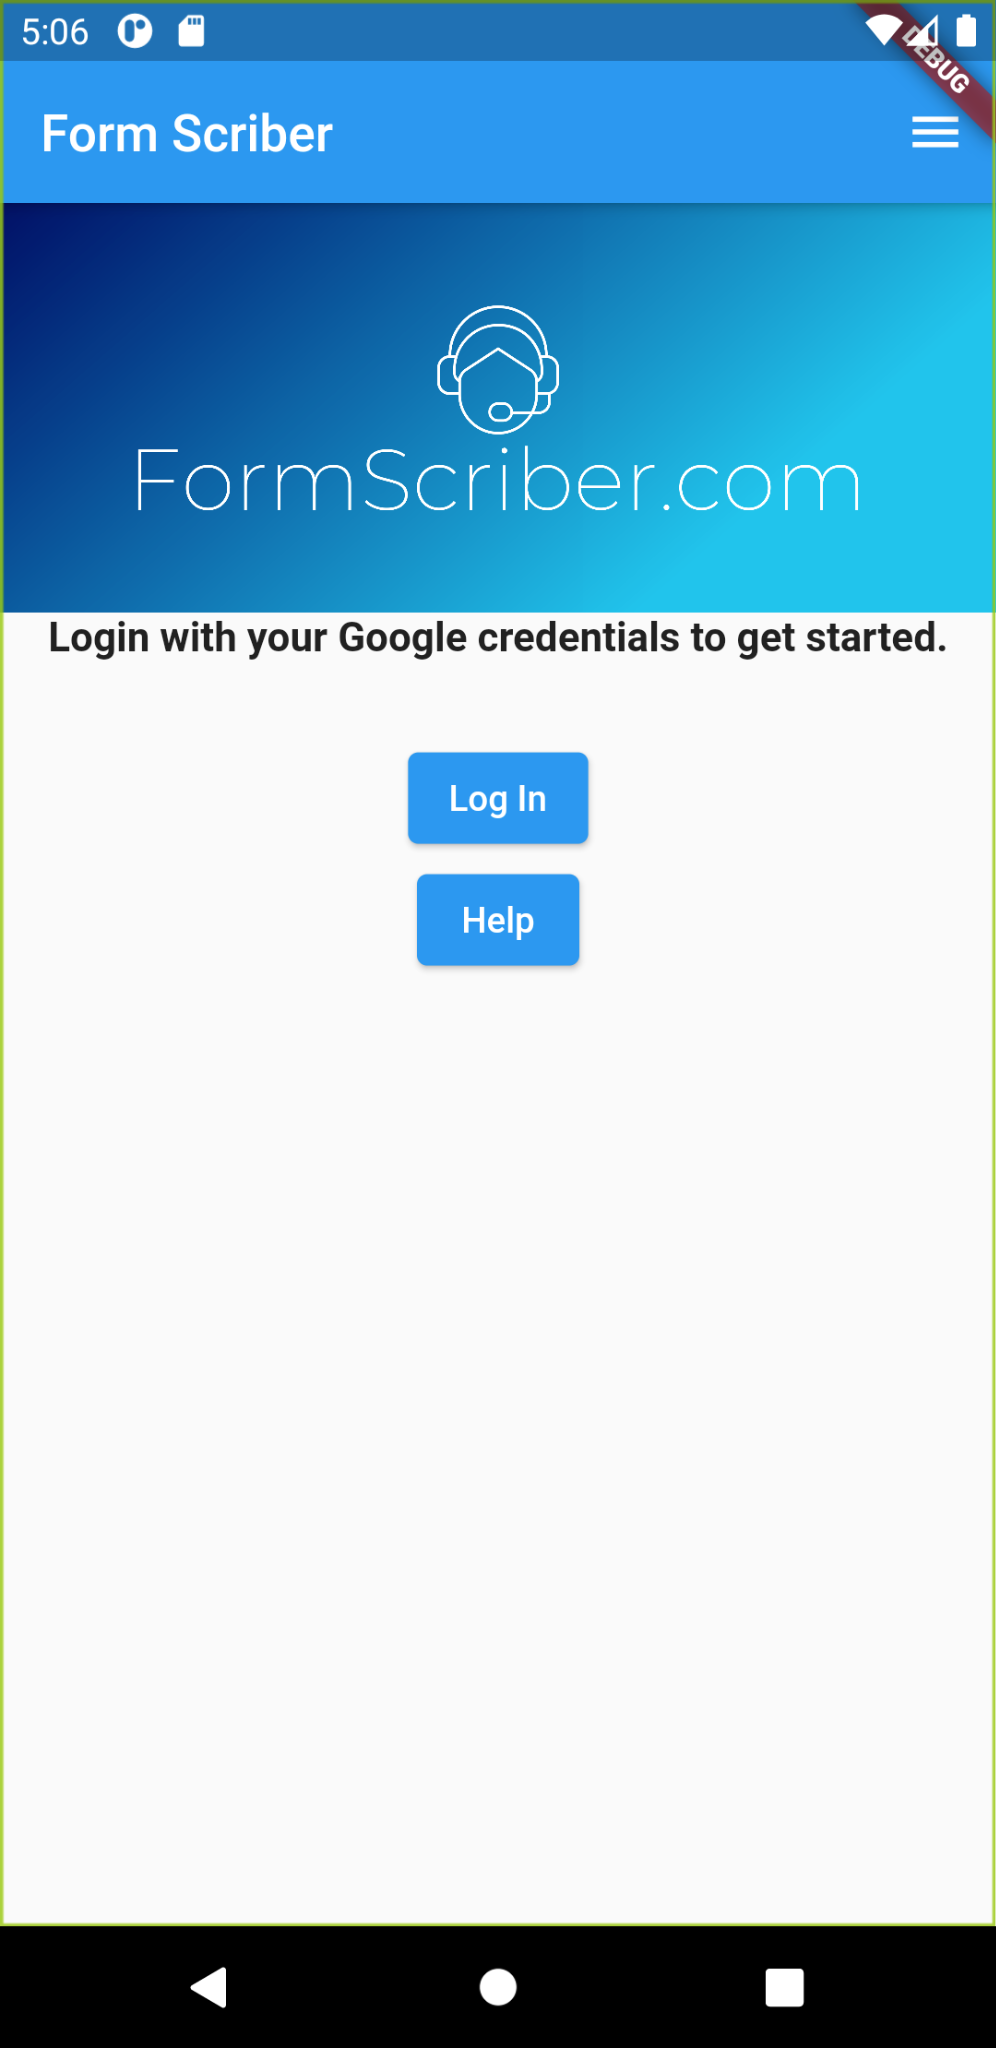 5:06
DEBUG
Form Scriber
FormScriber.com
Login with your Google credentials to get started.
Log In
Help